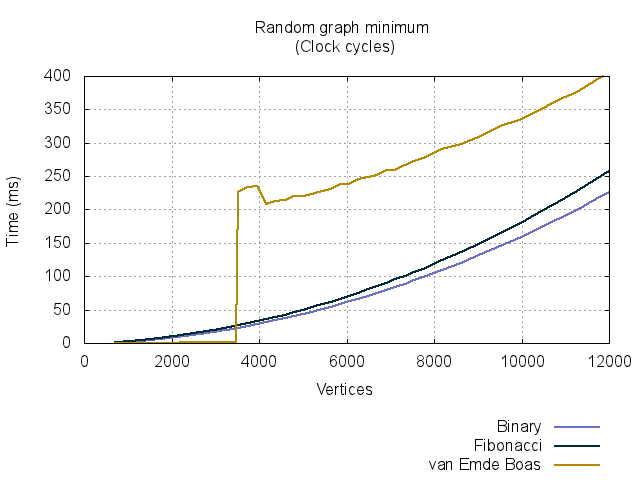 Random graph minimum
(Clock cycles)
400
350
300
250
200
150
100
50
0
Time (ms)
0 2000 4000 6000 8000 10000 12000
Vertices
Binary
Fibonacci
van Emde Boas